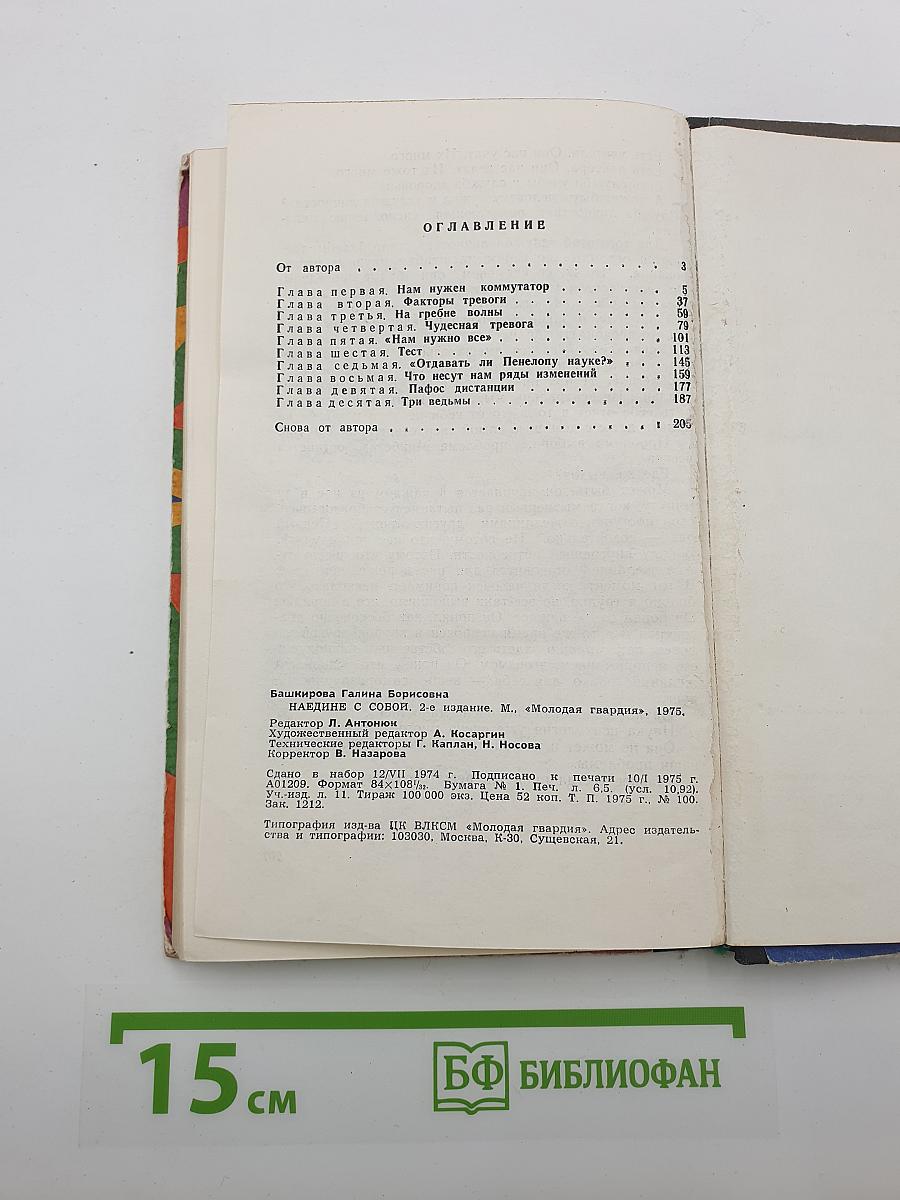 ОГЛАВЛЕНИЕ
От автора . . . . . . . . . . . . . . . . . . . . 3
Глава первая. Нам нужен коммутатор . . . . . . . 5
Глава вторая. Факторы тревоги . . . . . . . . . . 37
Глава третья. На гребне волны . . . . . . . . . . 59
Глава четвертая. Чудесная тревога . . . . . . . . 79
Глава пятая. «Нам нужно все» . . . . . . . . . . . 101
Глава шестая. Тест . . . . . . . . . . . . . . . 113
Глава седьмая. «Отдавать ли Пенелопу науке?» . . . 145
Глава восьмая. Что несут нам ряды изменений . . . . 159
Глава девятая. Пафос дистанции . . . . . . . . . 177
Глава десятая. Три ведьмы . . . . . . . . . . . . 187
Снова от автора . . . . . . . . . . . . . . . . . 205
Башкирова Галина Борисовна
НАЕДИНЕ С СОБОЙ. 2-е издание. М., «Молодая гвардия», 1975.
Редактор Л. Антонюк
Художественный редактор А. Косаргин
Технические редакторы Г. Каплан, Н. Носова
Корректор В. Назарова
Сдано в набор 12/VII 1974 г. Подписано к печати 10/I 1975 г.
А01209. Формат 84×108¹/₃₂. Бумага № 1. Печ. л. 6,5. (усл. 10,92).
Уч.-изд. л. 11. Тираж 100 000 экз. Цена 52 коп. Т. П. 1975 г., № 100.
Зак. 1212.
Типография изд-ва ЦК ВЛКСМ «Молодая гвардия». Адрес издательс-
тва и типографии: 103030, Москва, К-30, Сущевская, 21.
15 см
БФ БИБЛИОФАН